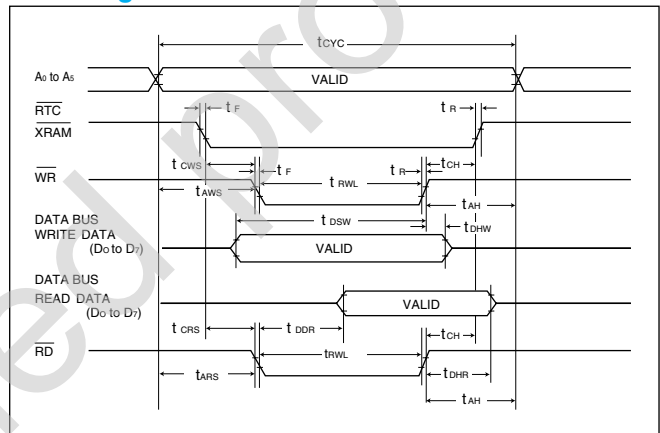 tCYC
A0 to A5
VALID
RTC
tF
tR
XRAM
tCWS
tF
tR
tCH
WR
tRWL
tAWS
tAH
DATA BUS
tDSW
tDHW
WRITE DATA
VALID
(D0 to D7)
DATA BUS
READ DATA
VALID
(D0 to D7)
tCRS
tDDR
tCH
RD
tRWL
tARS
tDHR
tAH